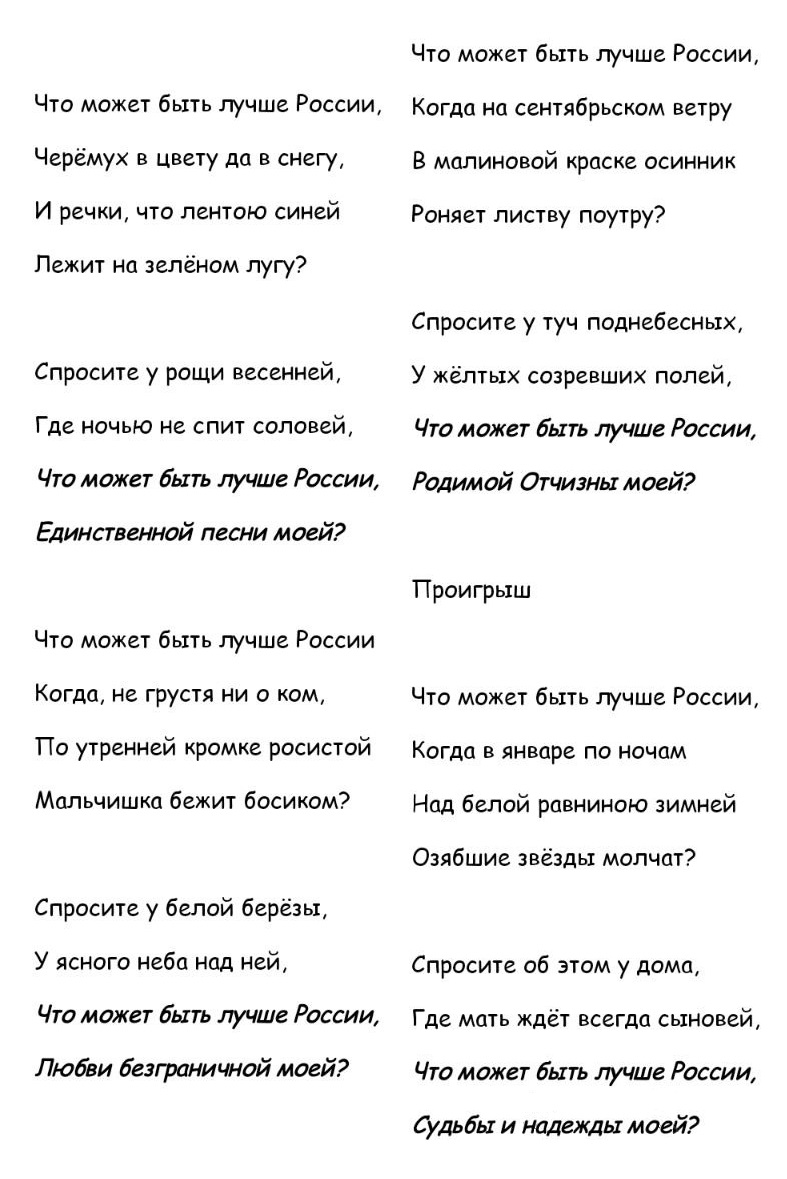 Что может быть лучше России,
Черёмух в цвету да в снегу,
И речки, что лентою синей
Лежит на зелёном лугу?
Спросите у рощи весенней,
Где ночью не спит соловей,
Что может быть лучше России,
Единственной песни моей?
Что может быть лучше России
Когда, не грустя ни о ком,
По утренней кромке росистой
Мальчишка бежит босиком?
Спросите у белой берёзы,
У ясного неба над ней,
Что может быть лучше России,
Любви безграничной моей?
Что может быть лучше России,
Когда на сентябрьском ветру
В малиновой краске осинник
Роняет листву поутру?
Спросите у туч поднебесных,
У жёлтых созревших полей,
Что может быть лучше России,
Родимой Отчизны моей?
Проигрыш
Что может быть лучше России,
Когда в январе по ночам
Над белой равниною зимней
Озябшие звёзды молчат?
Спросите об этом у дома,
Где мать ждёт всегда сыновей,
Что может быть лучше России,
Судьбы и надежды моей?